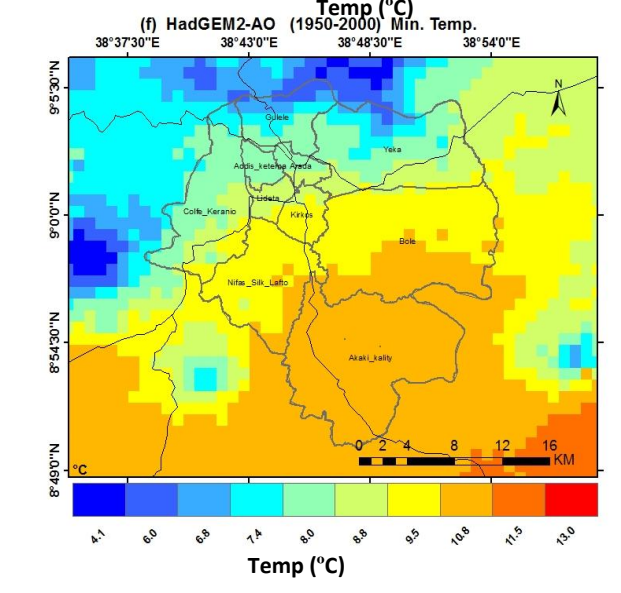 Temp (⁰C)
(f) HadGEM2-AO (1950-2000) Min. Temp.
38°37'30"E 38°43'0"E 38°48'30"E 38°54'0"E
9°5'30"N
N
Gulele
Yeka
Addis_ketema Arada
Lideta
9°0'0"N
Colfe_Keranio
Kirkos
Bole
Nifas_Silk_Lafto
8°54'30"N
Akaki_kality
0 2 4 8 12 16
KM
8°49'0"N
°C
4.1 6.0 6.8 7.4 8.0 8.8 9.5 10.8 11.5 13.0
Temp (⁰C)